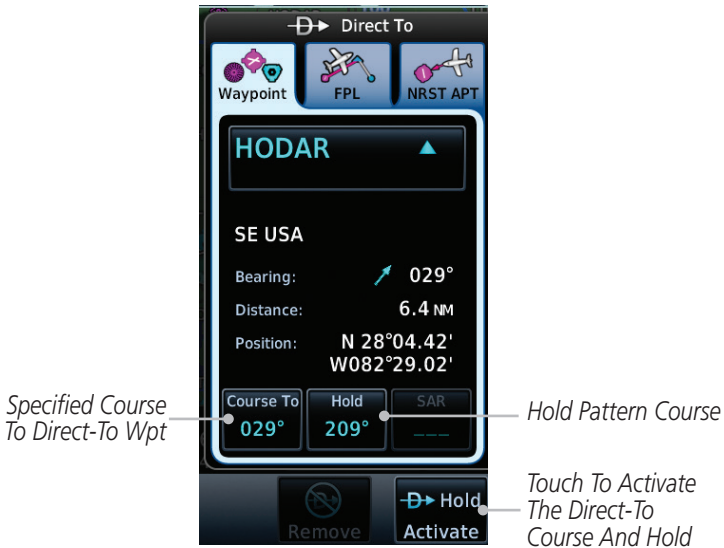 Direct To
Waypoint
FPL
NRST APT
HODAR
SE USA
Bearing: 029°
Distance: 6.4 NM
Position: N 28°04.42'
W082°29.02'
Course To
029°
Hold
209°
SAR
___
Specified Course
To Direct-To Wpt
Hold Pattern Course
Remove
D Hold
Activate
Touch To Activate
The Direct-To
Course And Hold